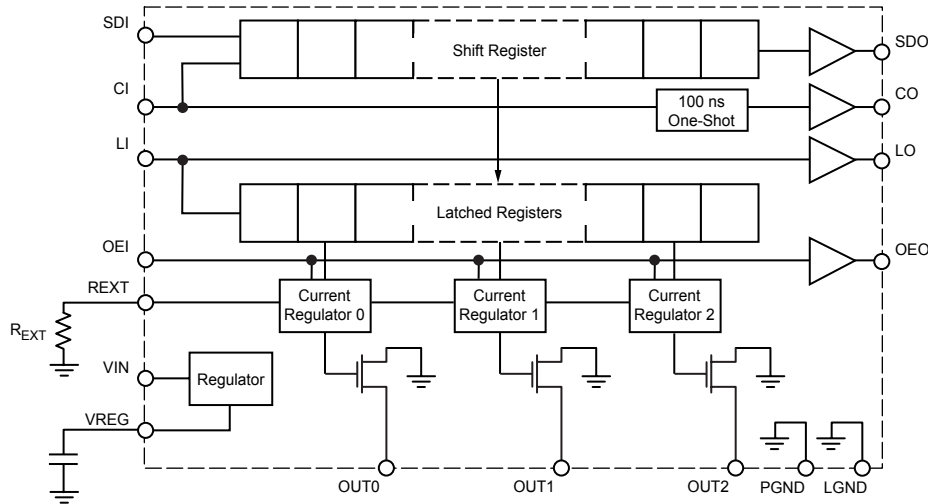 SDI
Shift Register
SDO
CI
100 ns
One-Shot
CO
LI
LO
Latched Registers
OEI
OEO
REXT
Current
Regulator 0
Current
Regulator 1
Current
Regulator 2
REXT
VIN
Regulator
VREG
OUT0
OUT1
OUT2
PGND
LGND